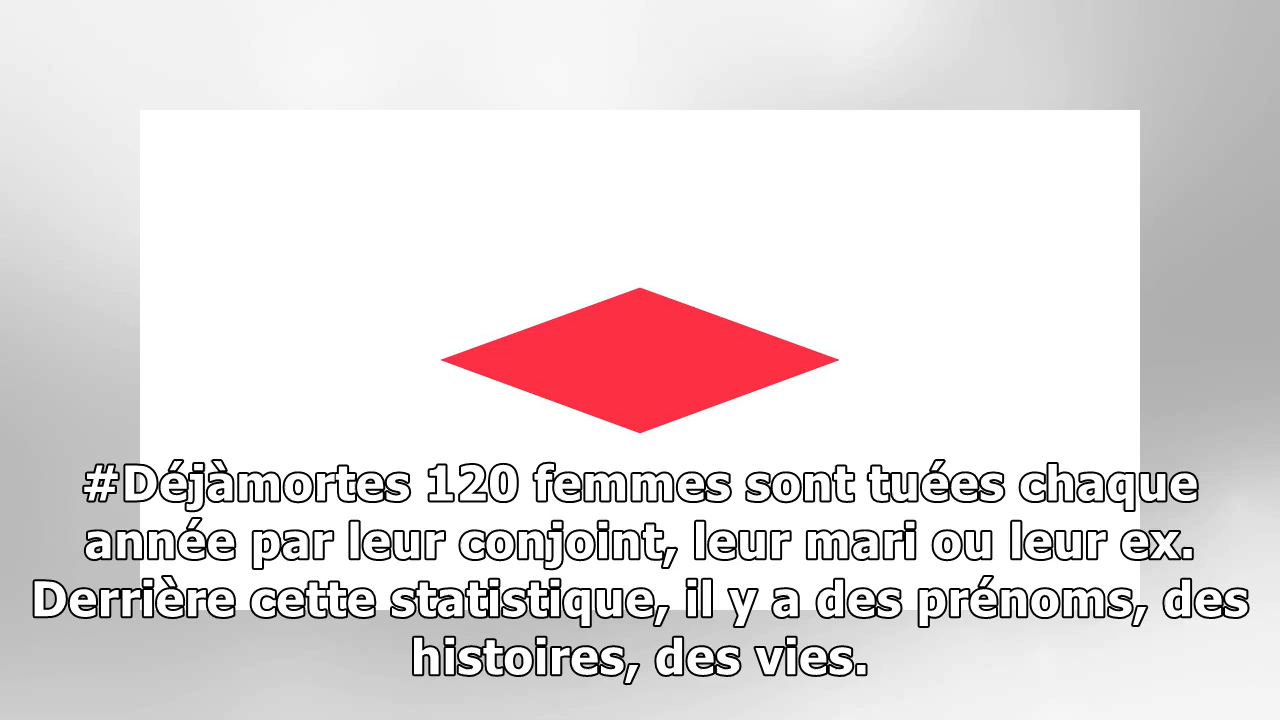 #Déjàmortes 120 femmes sont tuées chaque
année par leur conjoint, leur mari ou leur ex.
Derrière cette statistique, il y a des prénoms, des
histoires, des vies.